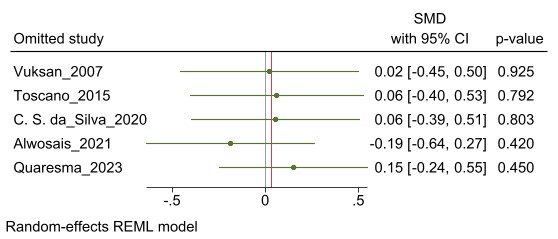 SMD
Omitted study with 95% CI p-value
Vuksan_2007 0.02 [-0.45, 0.50] 0.925
Toscano_2015 0.06 [-0.40, 0.53] 0.792
C. S. da_Silva_2020 0.06 [-0.39, 0.51] 0.803
Alwosais_2021 -0.19 [-0.64, 0.27] 0.420
Quaresma_2023 0.15 [-0.24, 0.55] 0.450
-.5 0 .5
Random-effects REML model